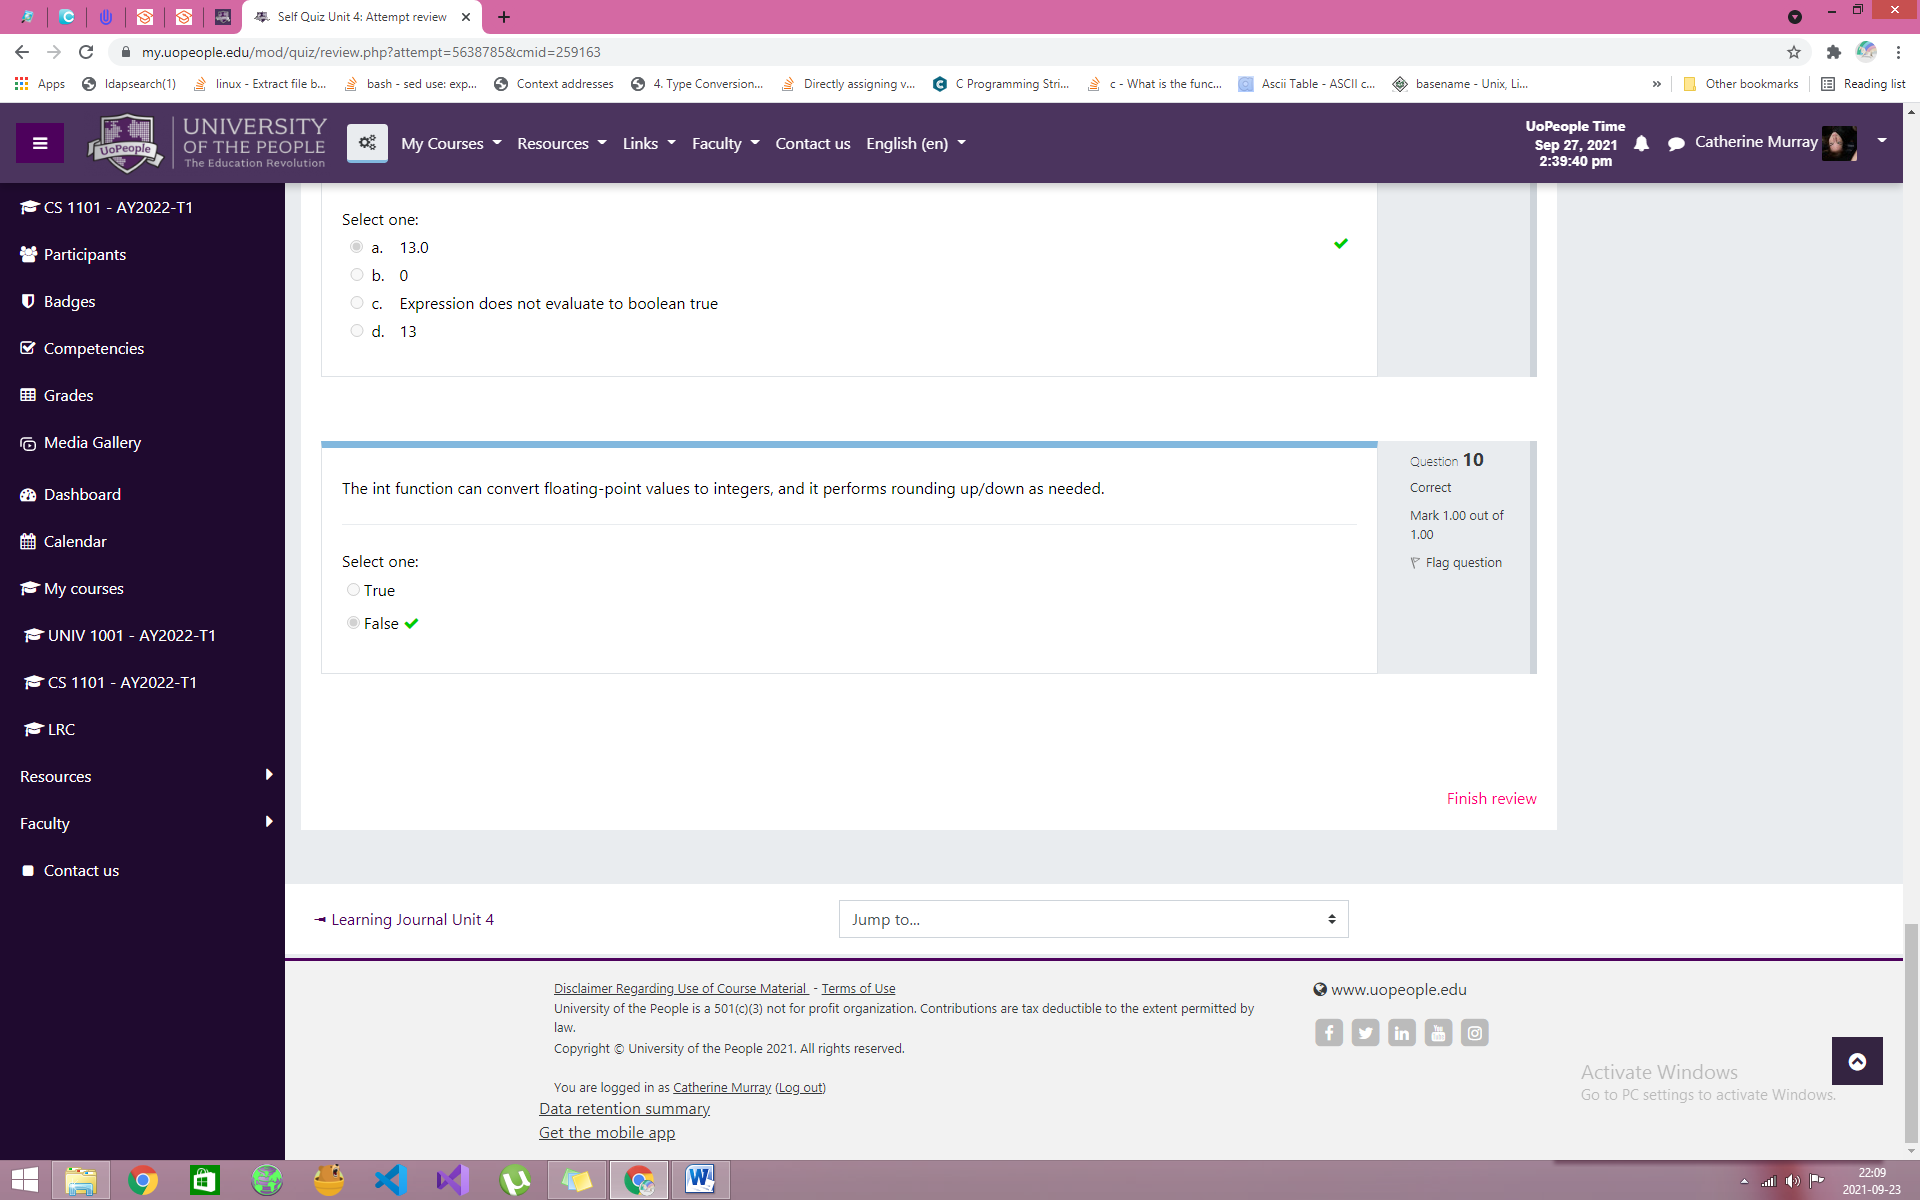 Self Quiz Unit 4: Attempt review
my.uopeople.edu/mod/quiz/review.php?attempt=5638785&cmid=259163
Apps ldapsearch(1) linux - Extract file b... bash - sed use: exp... Context addresses 4. Type Conversion... Directly assigning v... C Programming Stri... c - What is the func... Ascii Table - ASCII c... basename - Unix, Li... » Other bookmarks Reading list
UoPeople
UNIVERSITY
OF THE PEOPLE
The Education Revolution
My Courses Resources Links Faculty Contact us English (en)
UoPeople Time
Sep 27, 2021
2:39:40 pm
Catherine Murray
CS 1101 - AY2022-T1
Participants
Badges
Competencies
Grades
Media Gallery
Dashboard
Calendar
My courses
UNIV 1001 - AY2022-T1
CS 1101 - AY2022-T1
LRC
Resources
Faculty
Contact us
Select one:
a. 13.0
b. 0
c. Expression does not evaluate to boolean true
d. 13
The int function can convert floating-point values to integers, and it performs rounding up/down as needed.
Select one:
True
False
Question 10
Correct
Mark 1.00 out of
1.00
Flag question
Finish review
Learning Journal Unit 4
Jump to...
Disclaimer Regarding Use of Course Material - Terms of Use
University of the People is a 501(c)(3) not for profit organization. Contributions are tax deductible to the extent permitted by
law.
Copyright © University of the People 2021. All rights reserved.
You are logged in as Catherine Murray (Log out)
Data retention summary
Get the mobile app
www.uopeople.edu
Activate Windows
Go to PC settings to activate Windows.
22:09
2021-09-23